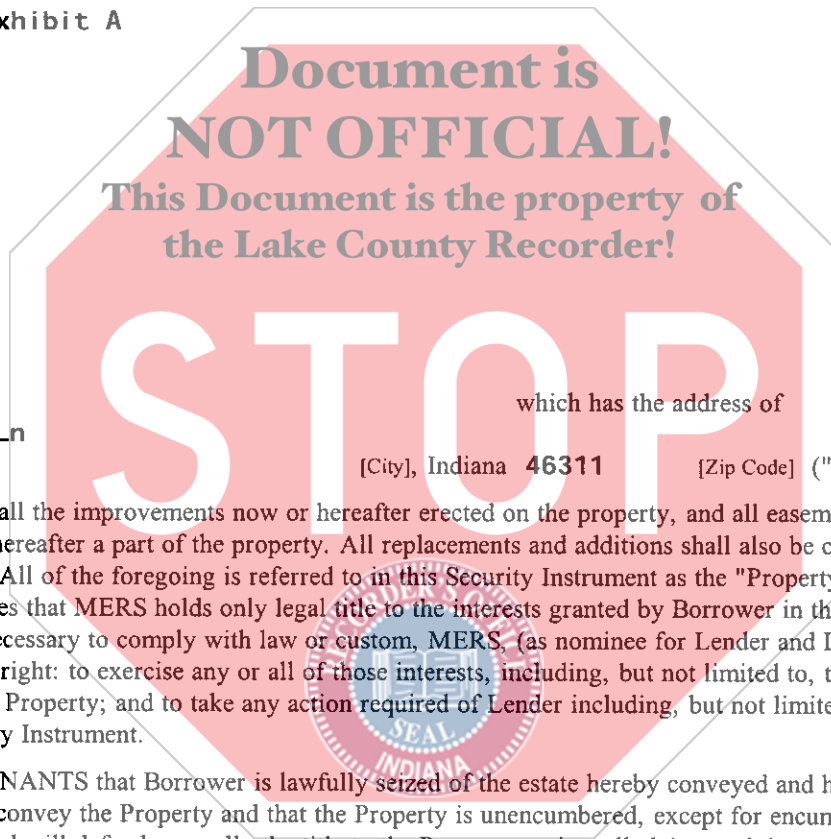 xhibit A
Document is
NOT OFFICIAL!
This Document is the property of
the Lake County Recorder!
STOP
which has the address of
Ln
[City], Indiana 46311 [Zip Code] ("
all the improvements now or hereafter erected on the property, and all easem
hereafter a part of the property. All replacements and additions shall also be c
All of the foregoing is referred to in this Security Instrument as the "Property
es that MERS holds only legal title to the interests granted by Borrower in th
cessary to comply with law or custom, MERS, (as nominee for Lender and L
right: to exercise any or all of those interests, including, but not limited to, t
Property; and to take any action required of Lender including, but not limite
y Instrument.
RECORDER'S OFFICE
SEAL
INDIANA
NANTS that Borrower is lawfully seized of the estate hereby conveyed and h
convey the Property and that the Property is unencumbered, except for encum